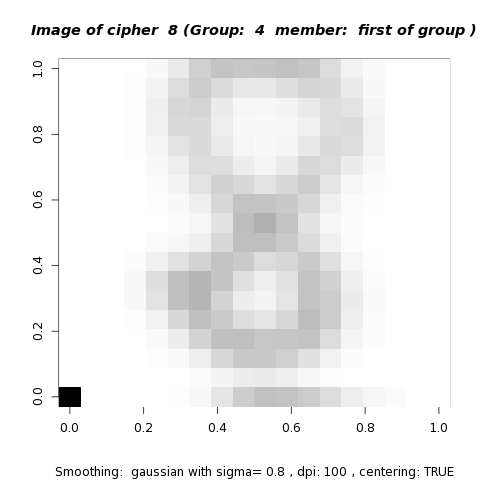 Image of cipher 8 (Group: 4 member: first of group )
1.0
0.8
0.6
0.4
0.2
0.0
0.0 0.2 0.4 0.6 0.8 1.0
Smoothing: gaussian with sigma= 0.8 , dpi: 100 , centering: TRUE